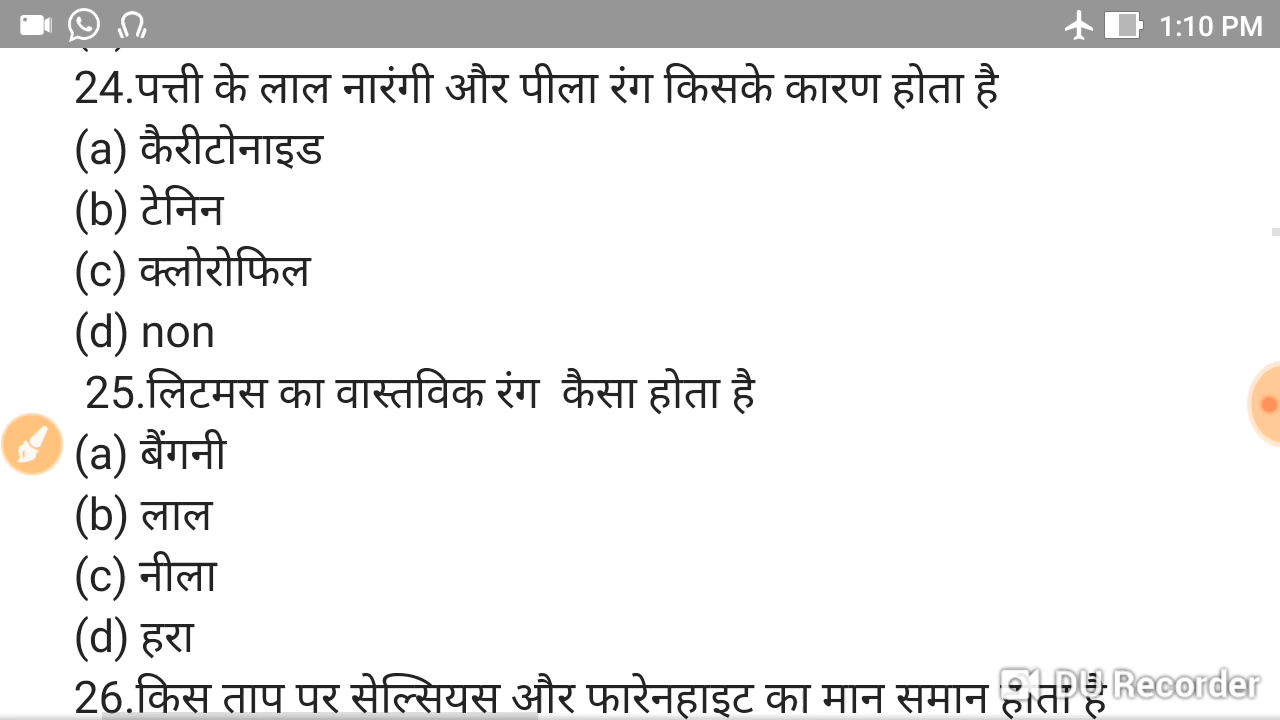 1:10 PM
24.पत्ती के लाल नारंगी और पीला रंग किसके कारण होता है
(a) कैरीटोनाइड
(b) टेनिन
(c) क्लोरोफिल
(d) non
25.लिटमस का वास्तविक रंग कैसा होता है
(a) बैंगनी
(b) लाल
(c) नीला
(d) हरा
26.किस ताप पर सेल्सियस और फारेनहाइट का मान समान होता है
DU Recorder